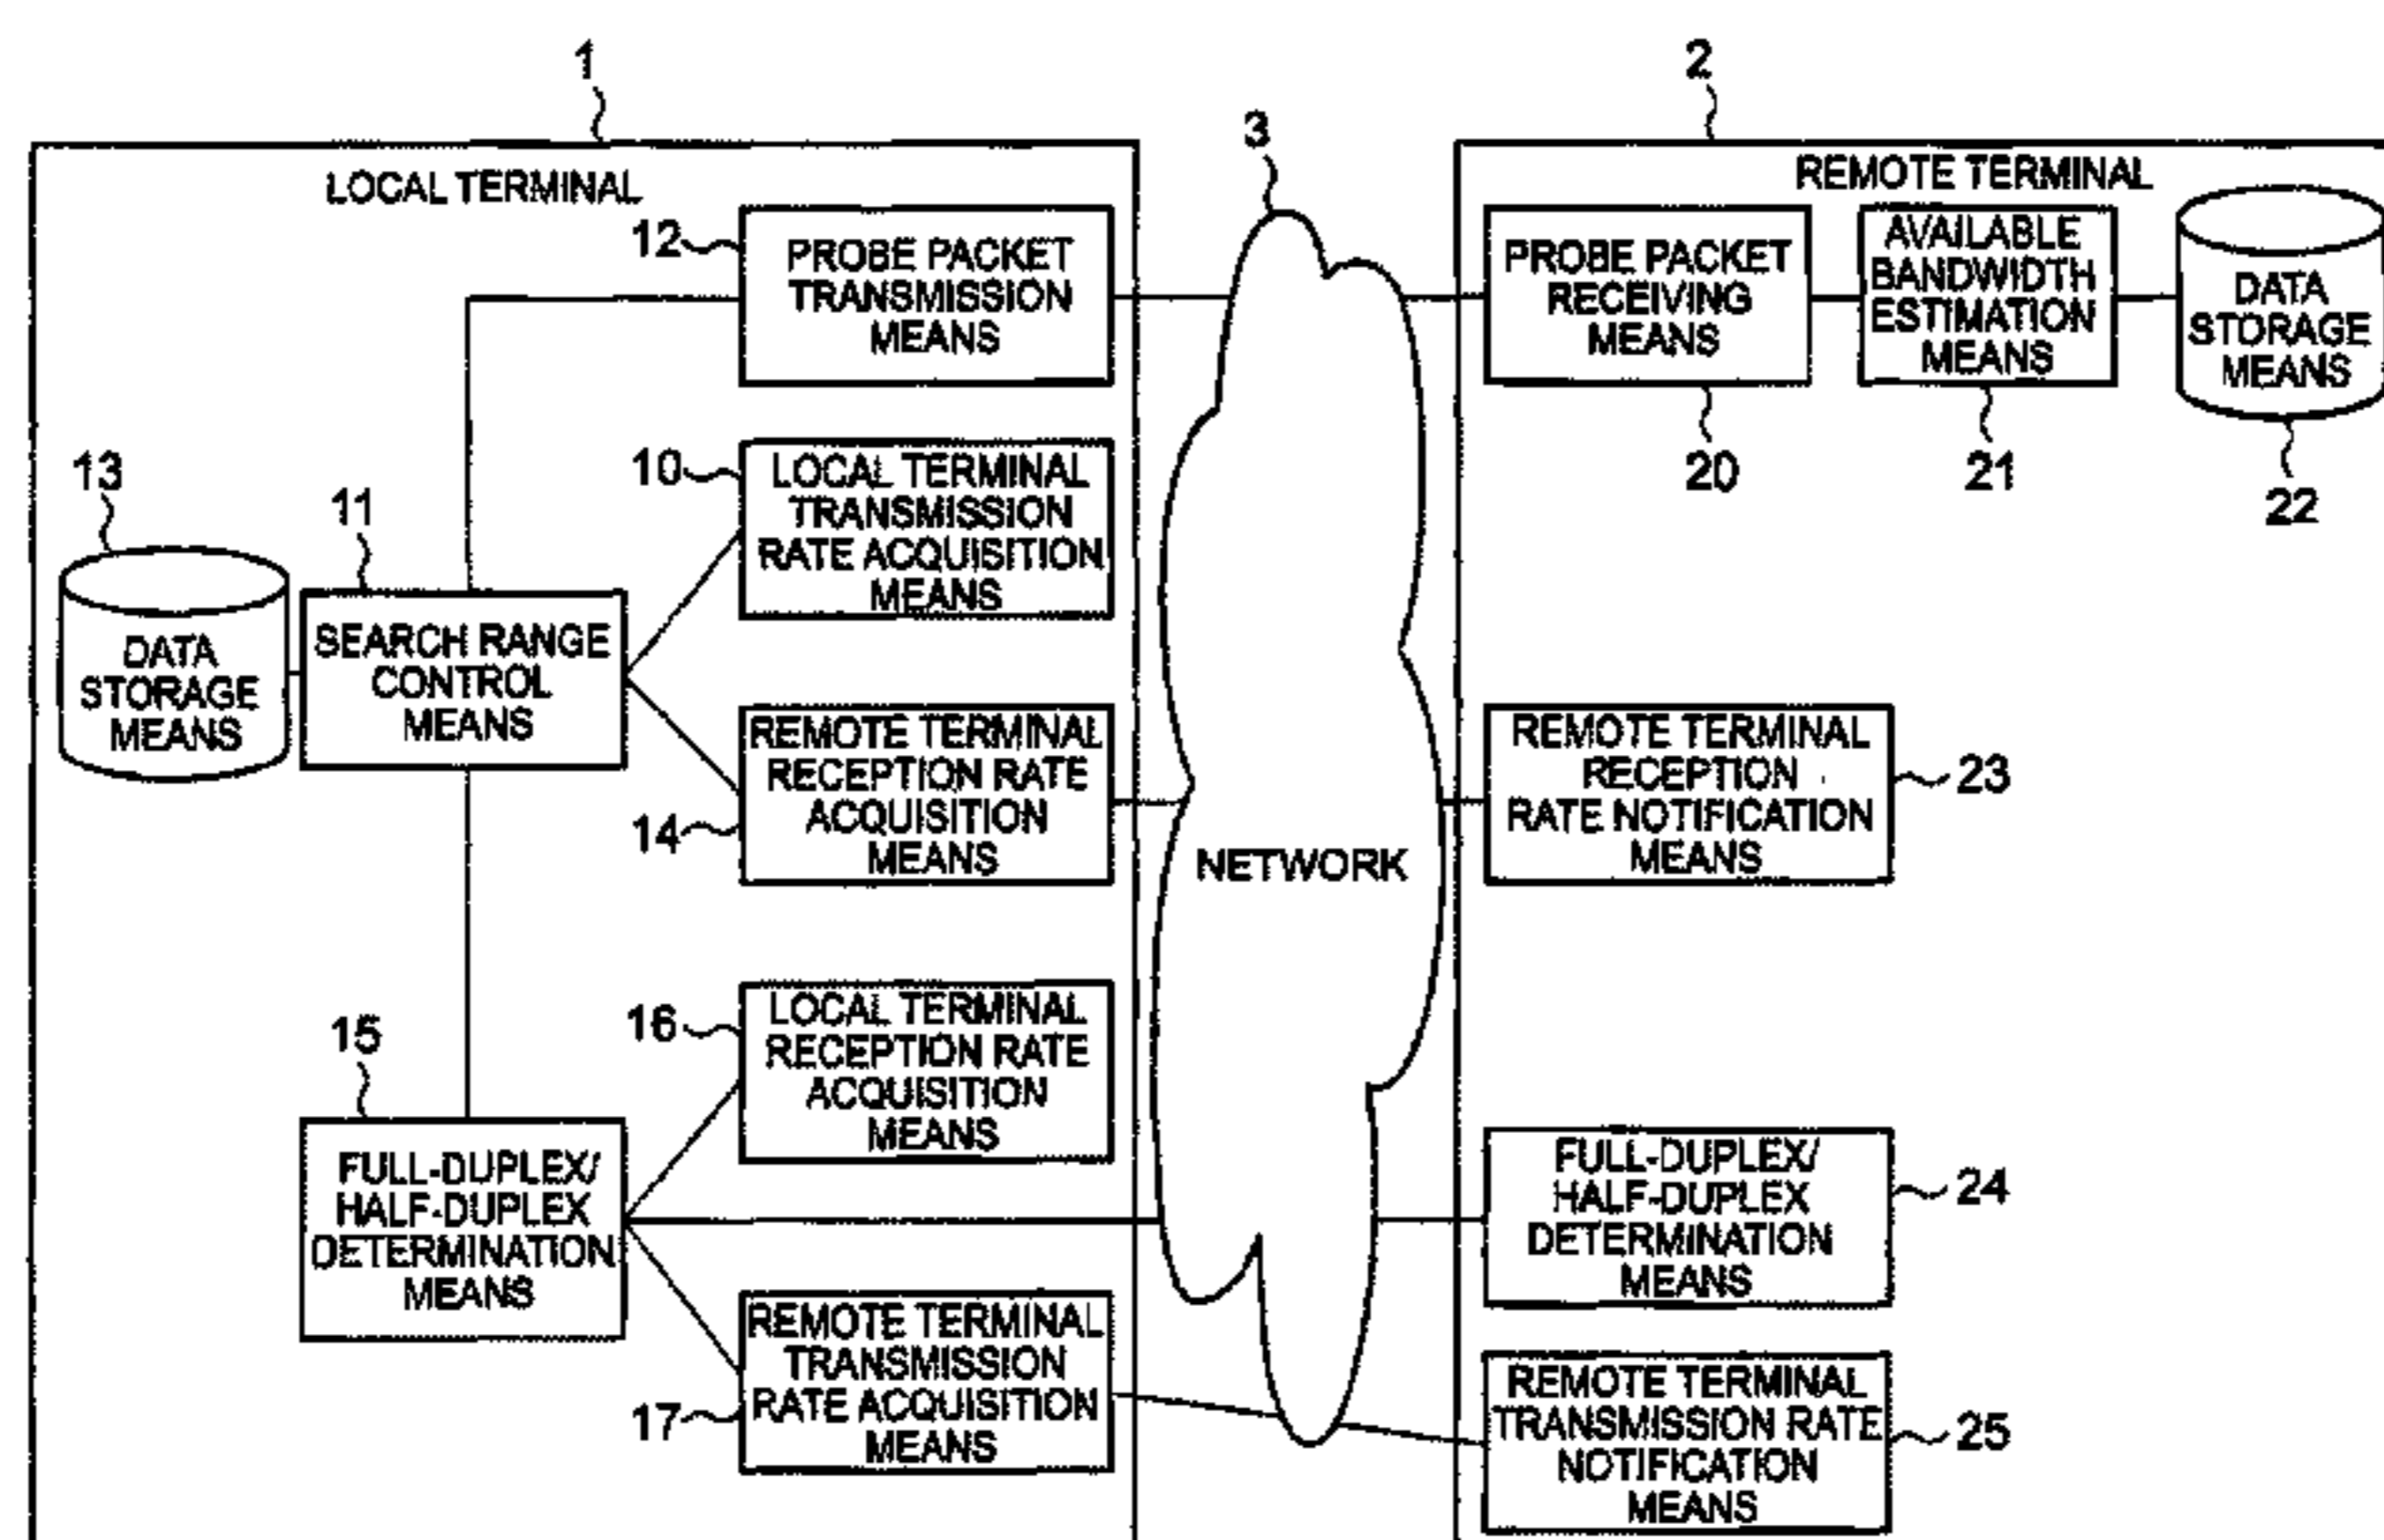 1
2
3
LOCAL TERMINAL
REMOTE TERMINAL
12
PROBE PACKET
TRANSMISSION
MEANS
PROBE PACKET
RECEIVING
MEANS
20
AVAILABLE
BANDWIDTH
ESTIMATION
MEANS
21
DATA
STORAGE
MEANS
22
10
LOCAL TERMINAL
TRANSMISSION
RATE ACQUISITION
MEANS
13
DATA
STORAGE
MEANS
11
SEARCH RANGE
CONTROL
MEANS
14
REMOTE TERMINAL
RECEPTION RATE
ACQUISITION
MEANS
NETWORK
REMOTE TERMINAL
RECEPTION
RATE NOTIFICATION
MEANS
23
16
LOCAL TERMINAL
RECEPTION RATE
ACQUISITION
MEANS
15
FULL-DUPLEX/
HALF-DUPLEX
DETERMINATION
MEANS
FULL-DUPLEX/
HALF-DUPLEX
DETERMINATION
MEANS
24
17
REMOTE TERMINAL
TRANSMISSION
RATE ACQUISITION
MEANS
REMOTE TERMINAL
TRANSMISSION RATE
NOTIFICATION
MEANS
25